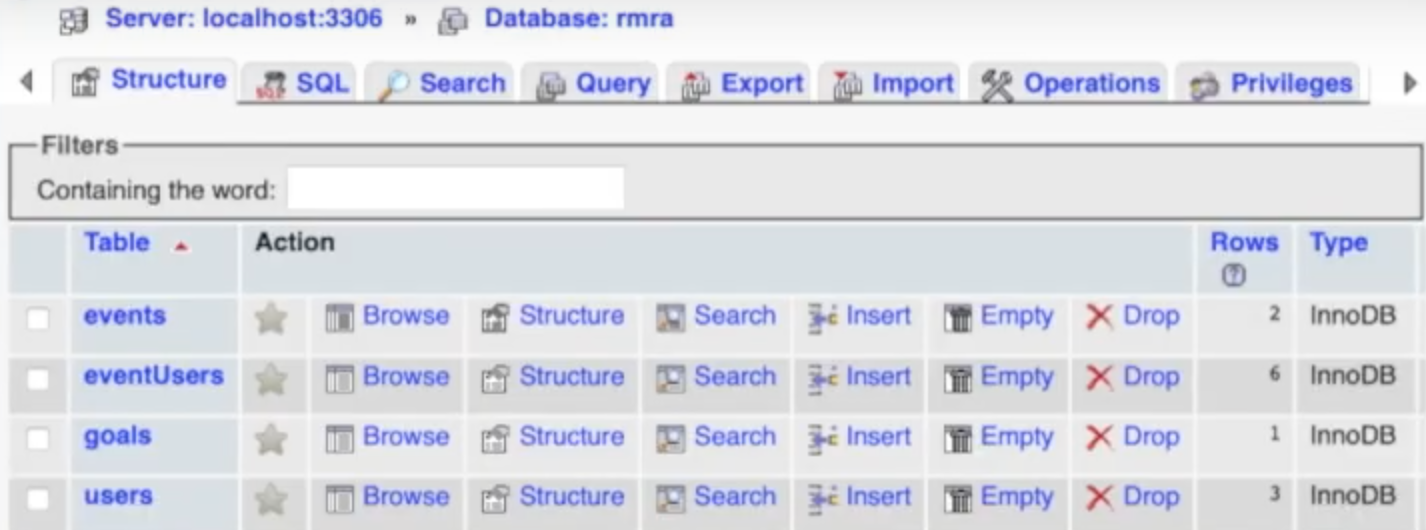 Server: localhost:3306 » Database: rmra
Structure SQL Search Query Export Import Operations Privileges
Filters
Containing the word:
Table Action Rows Type
events Browse Structure Search Insert Empty Drop 2 InnoDB
eventUsers Browse Structure Search Insert Empty Drop 6 InnoDB
goals Browse Structure Search Insert Empty Drop 1 InnoDB
users Browse Structure Search Insert Empty Drop 3 InnoDB